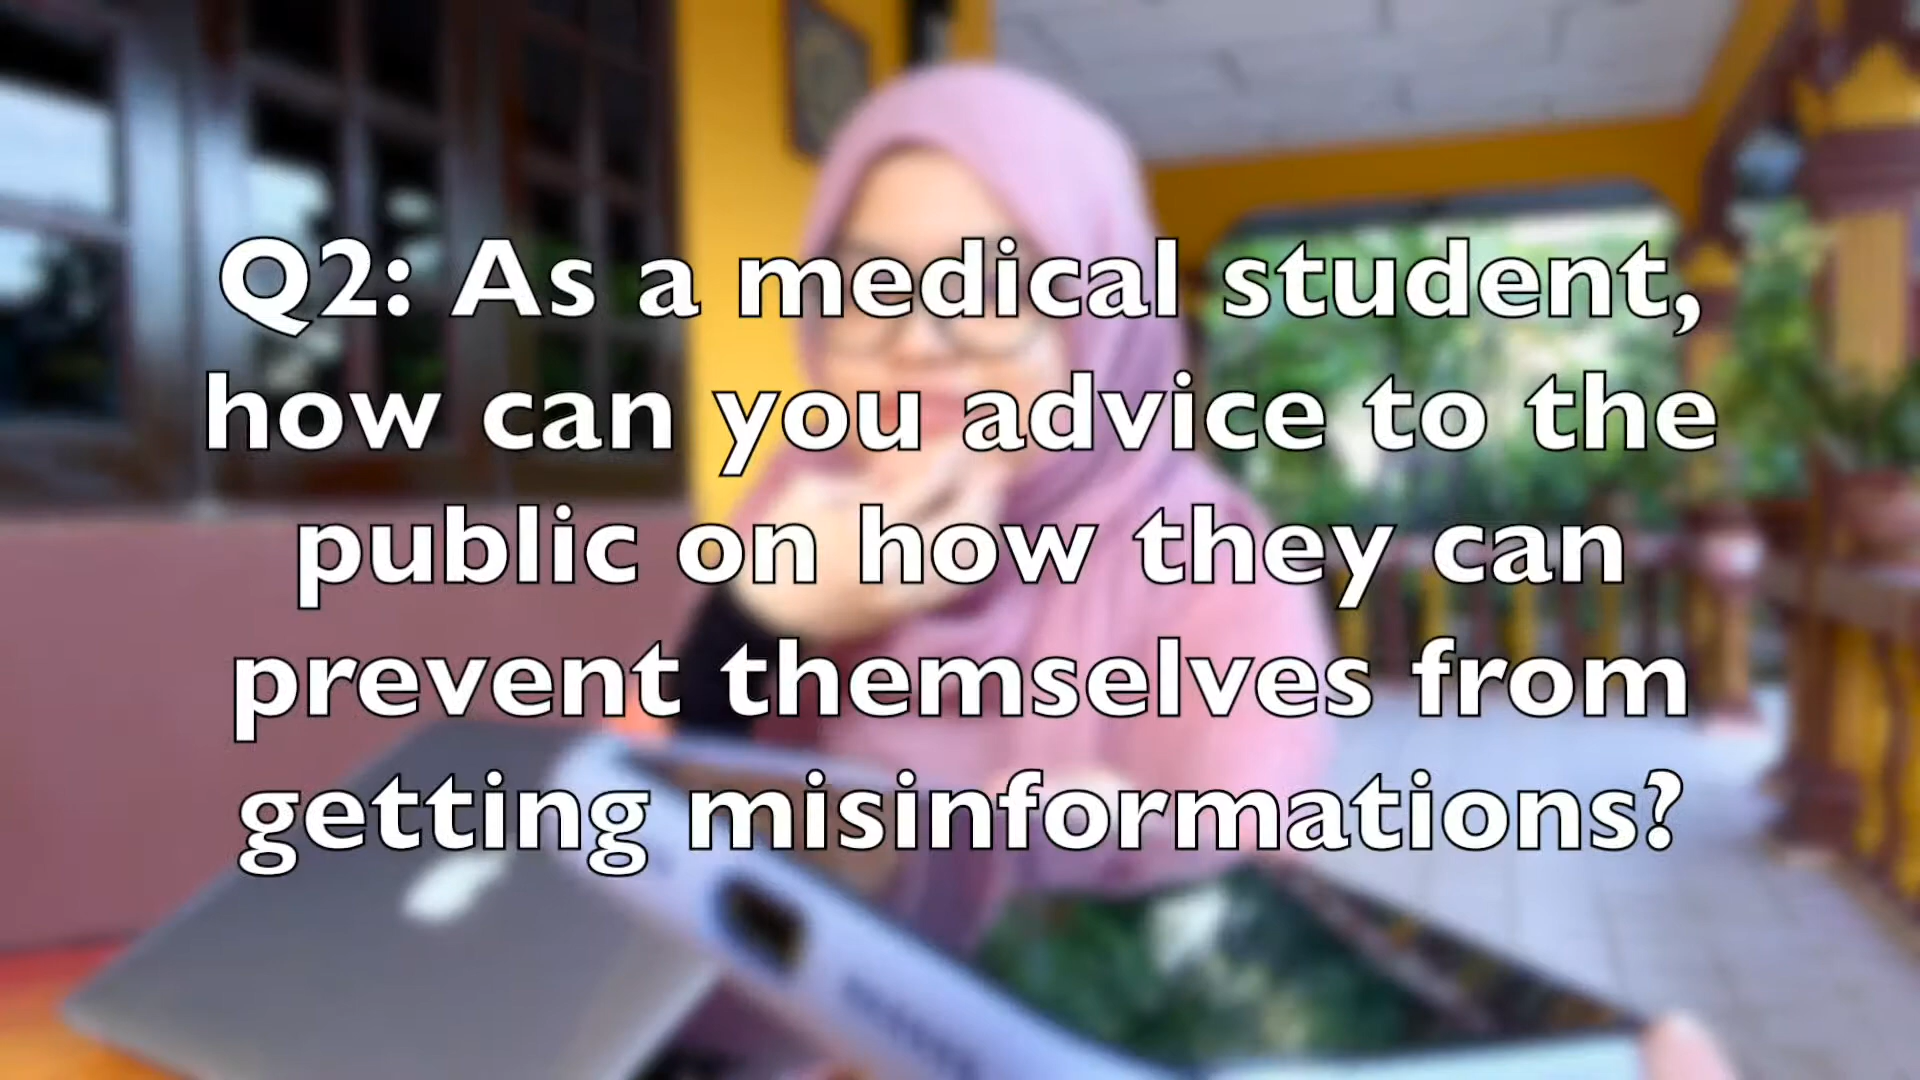 Q2: As a medical student,
how can you advice to the
public on how they can
prevent themselves from
getting misinformations?